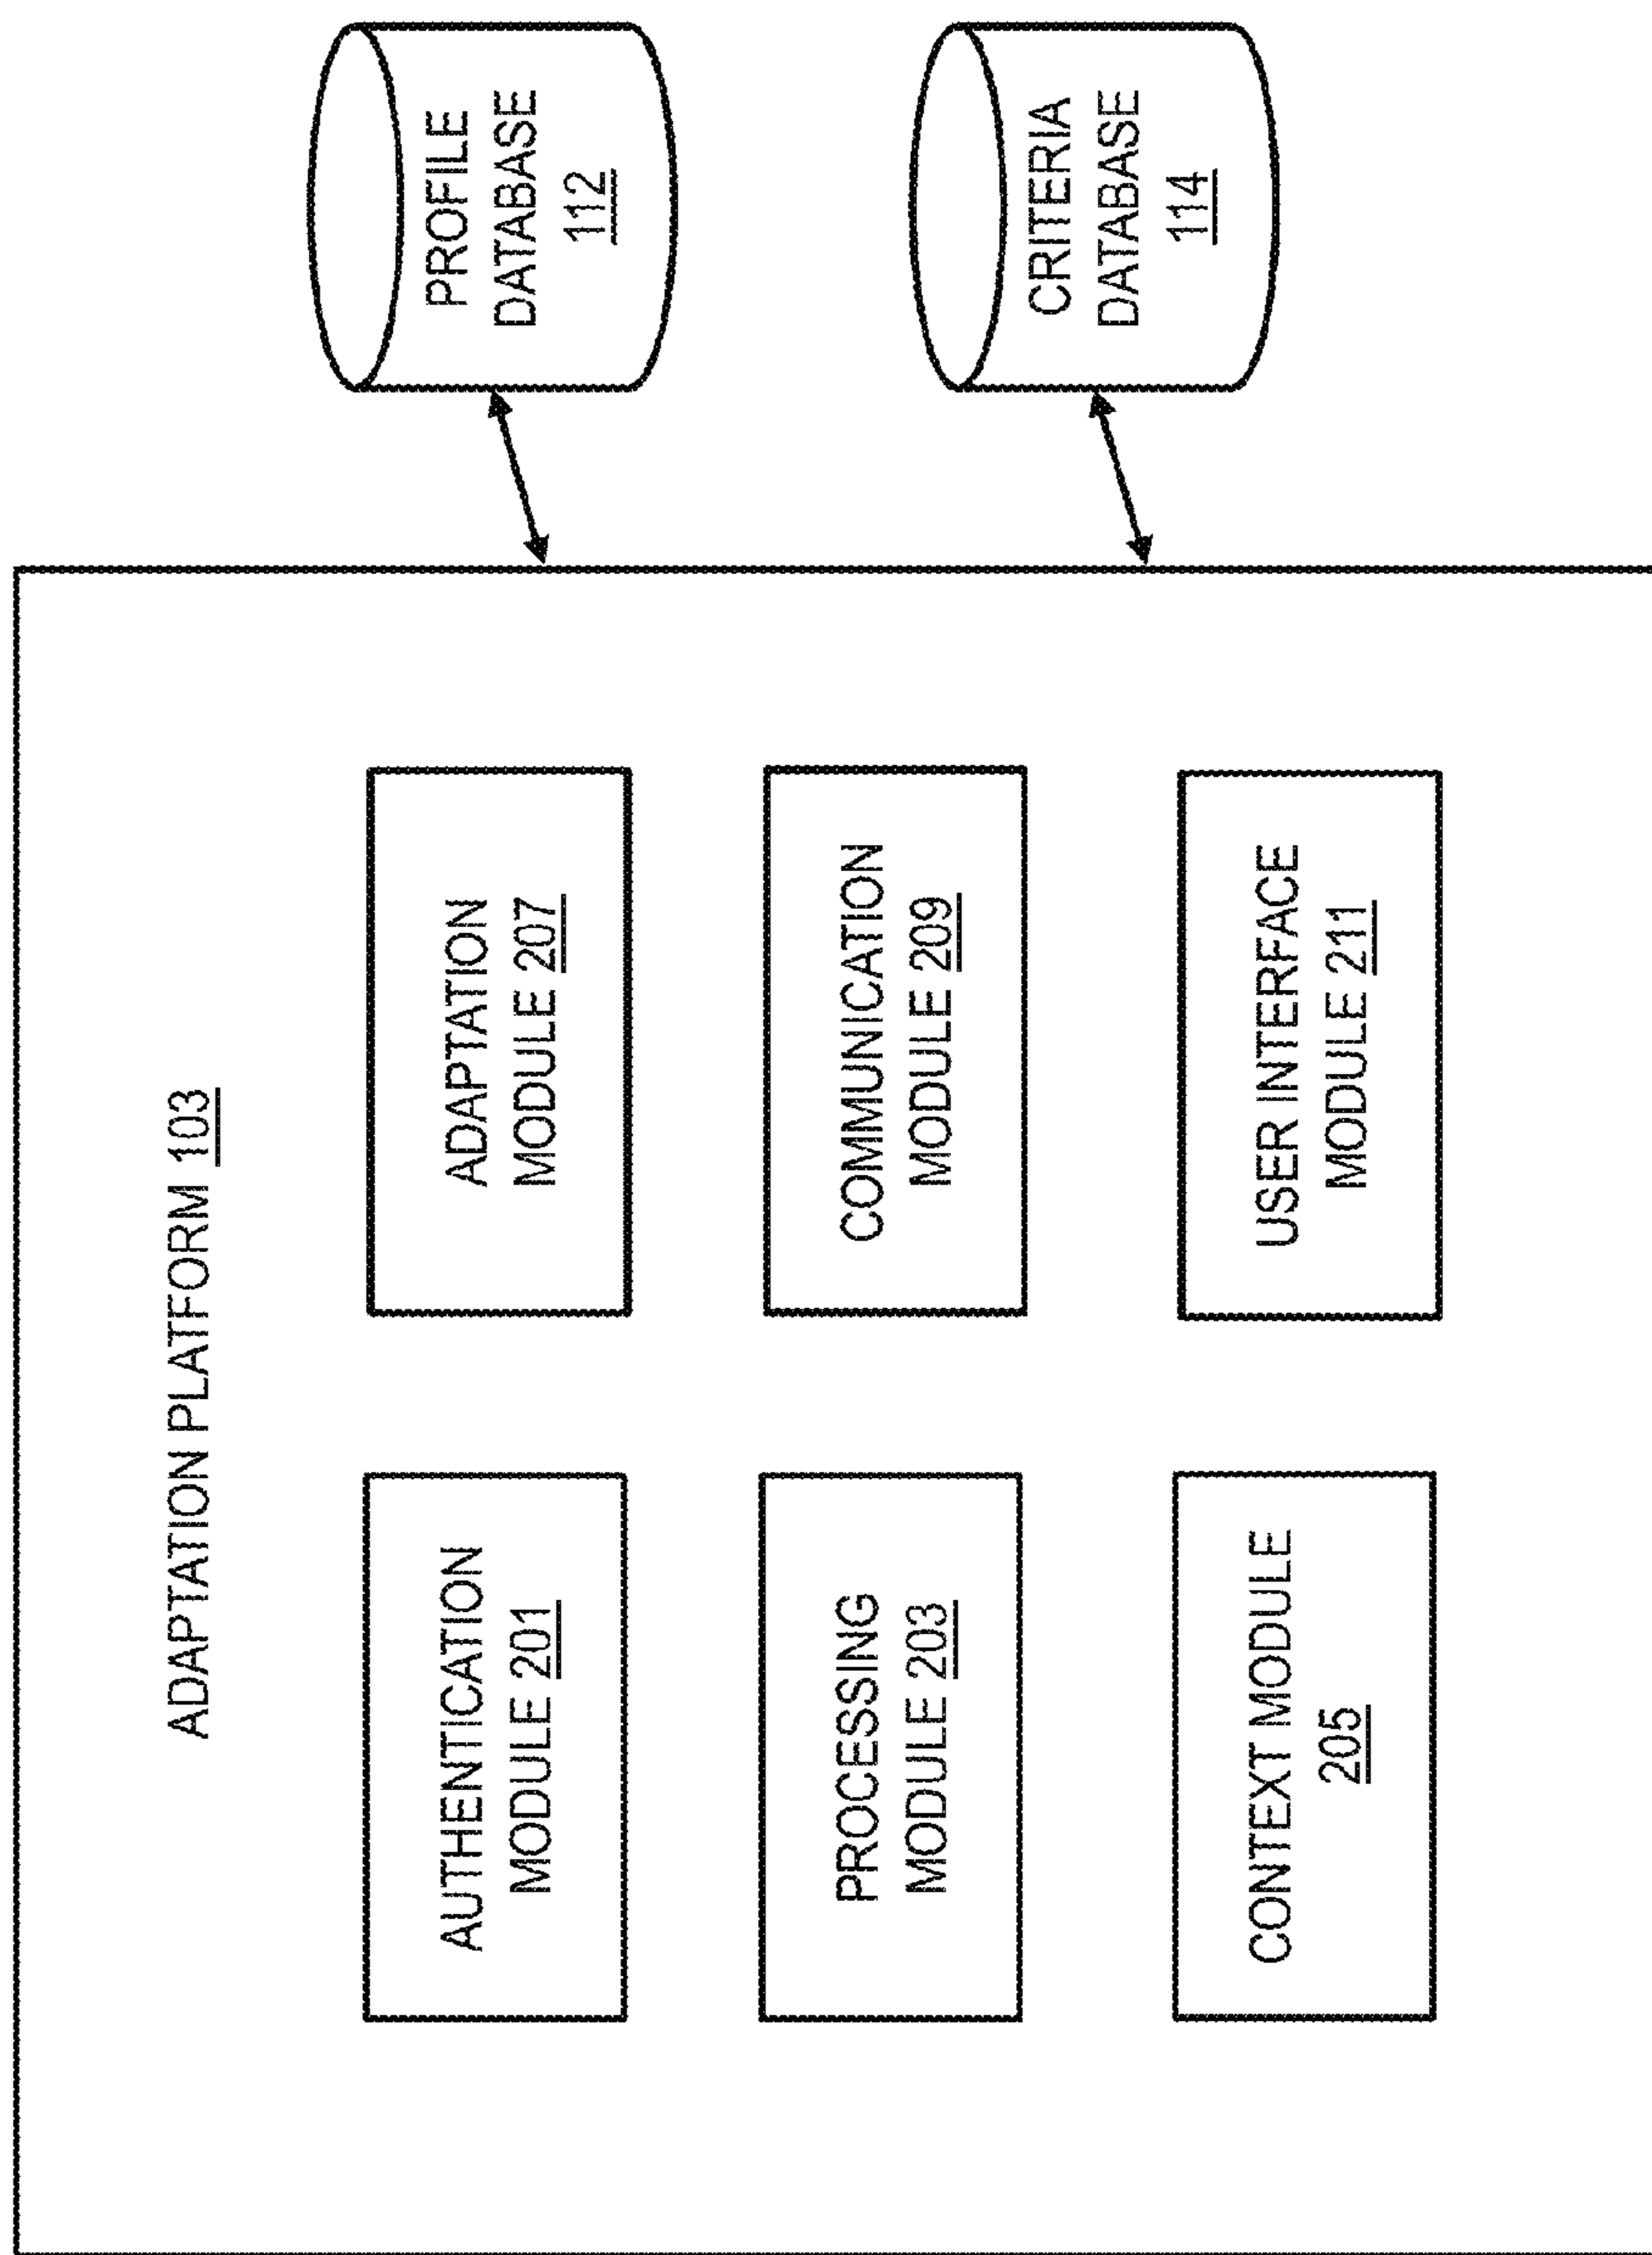 ADAPTATION PLATFORM 103
AUTHENTICATION
MODULE 201
PROCESSING
MODULE 203
CONTEXT MODULE
205
ADAPTATION
MODULE 207
COMMUNICATION
MODULE 209
USER INTERFACE
MODULE 211
PROFILE
DATABASE
112
CRITERIA
DATABASE
114